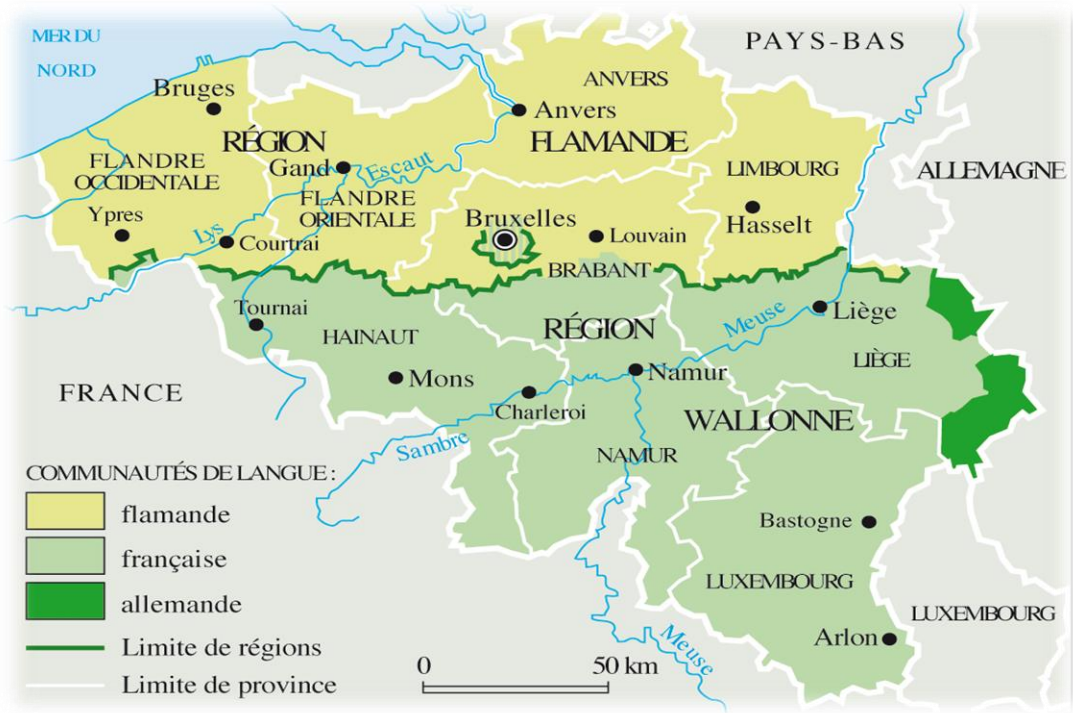 MER DU
NORD
PAYS-BAS
ANVERS
Bruges
Anvers
RÉGION
FLAMANDE
Escaut
FLANDRE
OCCIDENTALE
Gand
LIMBOURG
ALLEMAGNE
FLANDRE
ORIENTALE
Ypres
Lys
Courtrai
Bruxelles
Louvain
Hasselt
BRABANT
Tournai
HAINAUT
RÉGION
Meuse
Liège
LIÈGE
FRANCE
Mons
Charleroi
Namur
WALLONNE
Sambre
NAMUR
COMMUNAUTÉS DE LANGUE :
flamande
française
allemande
Limite de régions
Limite de province
Bastogne
LUXEMBOURG
LUXEMBOURG
Arlon
Meuse
0 50 km